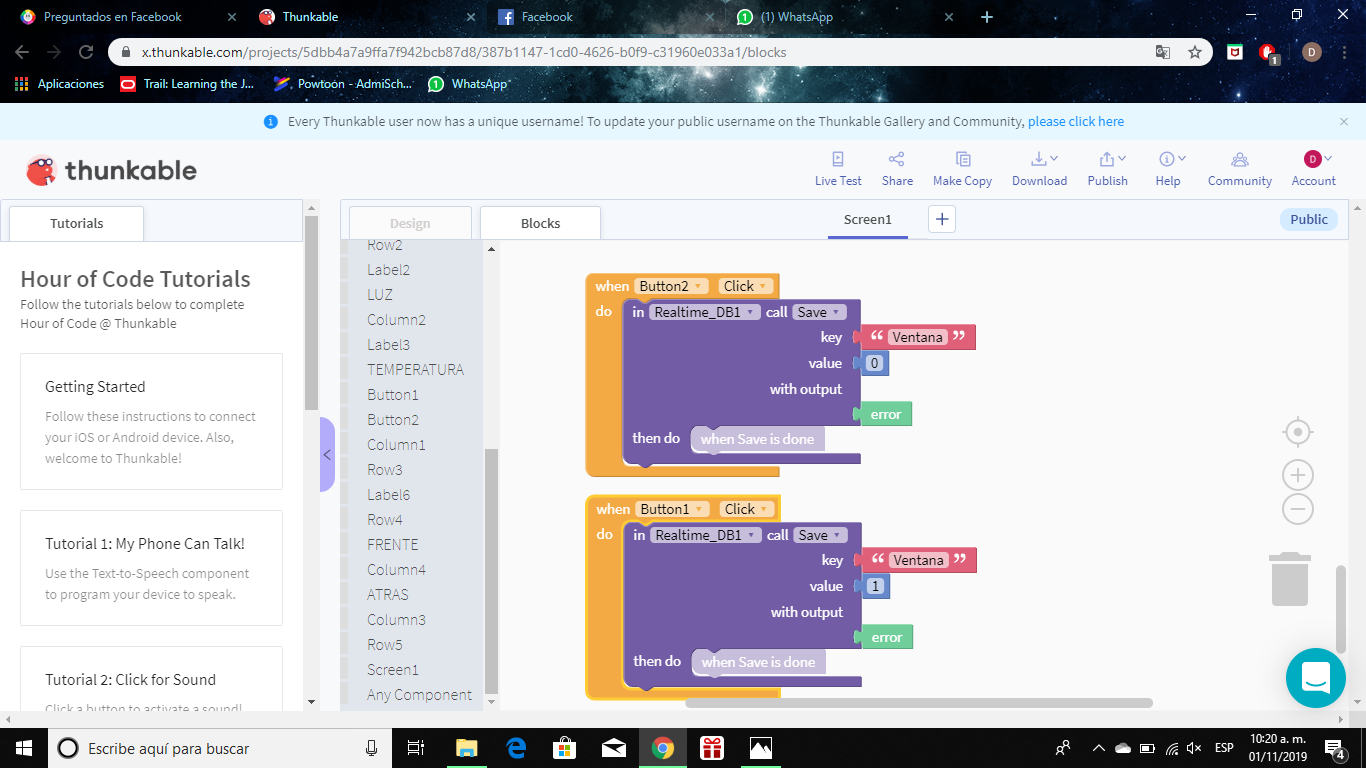 Preguntados en Facebook
Thunkable
Facebook
(1) WhatsApp
x.thunkable.com/projects/5dbb4a7a9ffa7f942bcb87d8/387b1147-1cd0-4626-b0f9-c31960e033a1/blocks
1
D
Aplicaciones
Trail: Learning the J...
Powtoon - AdmiSch...
WhatsApp
Every Thunkable user now has a unique username! To update your public username on the Thunkable Gallery and Community, please click here
thunkable
Live Test
Share
Make Copy
Download
Publish
Help
Community
D
Account
Tutorials
Design
Blocks
Screen1
Public
Hour of Code Tutorials
Follow the tutorials below to complete
Hour of Code @ Thunkable
Getting Started
Follow these instructions to connect
your iOS or Android device. Also,
welcome to Thunkable!
Tutorial 1: My Phone Can Talk!
Use the Text-to-Speech component
to program your device to speak.
Tutorial 2: Click for Sound
Click a button to activate a sound!
Row2
Label2
LUZ
Column2
Label3
TEMPERATURA
Button1
Button2
Column1
Row3
Label6
Row4
FRENTE
Column4
ATRAS
Column3
Row5
Screen1
Any Component
when Button2 Click
do in Realtime_DB1 call Save
key “ Ventana ”
value 0
with output
error
then do when Save is done
when Button1 Click
do in Realtime_DB1 call Save
key “ Ventana ”
value 1
with output
error
then do when Save is done
Escribe aquí para buscar
ESP
10:20 a. m.
01/11/2019
4